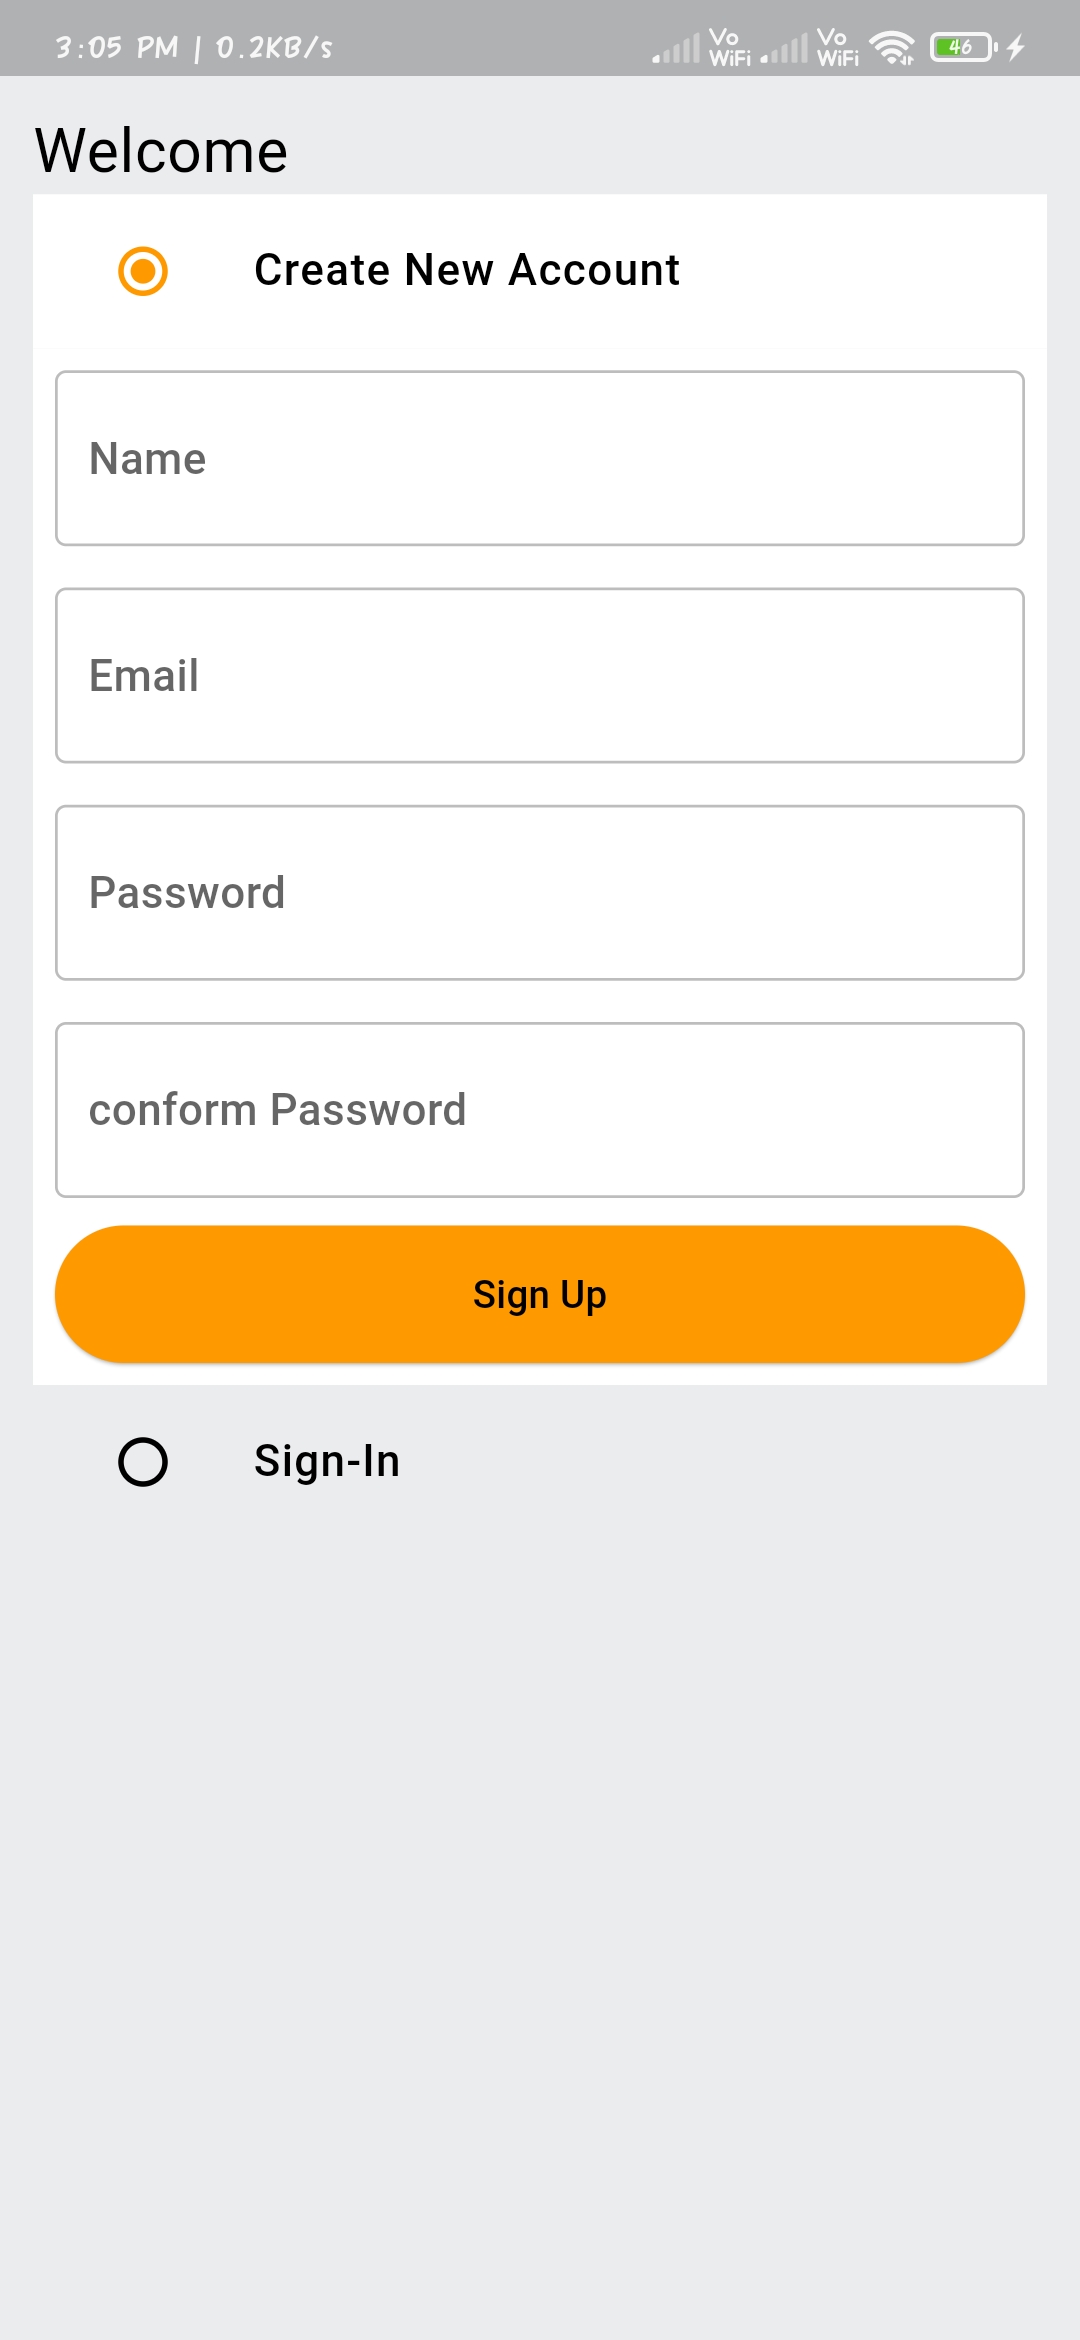 3:05 PM | 0.2KB/s Vo WiFi Vo WiFi 46
Welcome
Create New Account
Name
Email
Password
conform Password
Sign Up
Sign-In